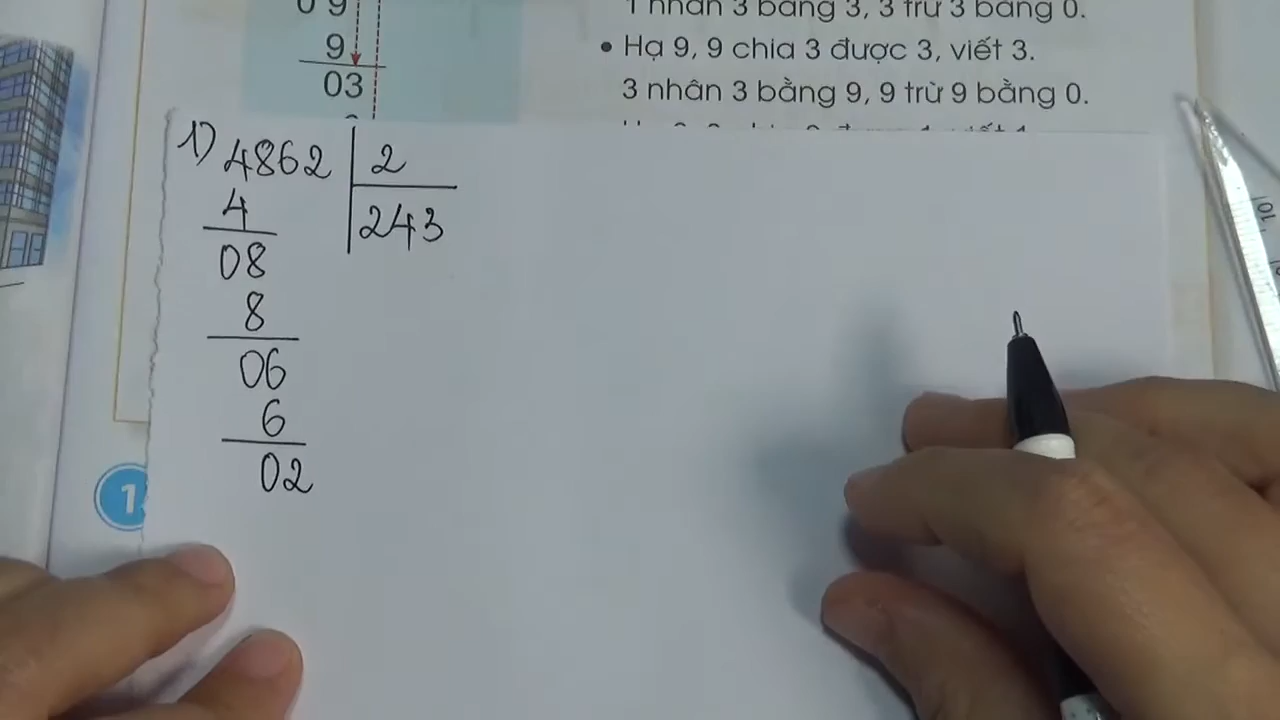 09
9
03
1 nhân 3 bằng 3, 3 trừ 3 bằng 0.
• Hạ 9, 9 chia 3 được 3, viết 3.
3 nhân 3 bằng 9, 9 trừ 9 bằng 0.
1) 4862 2
4 243
08
8
06
6
02
1
10